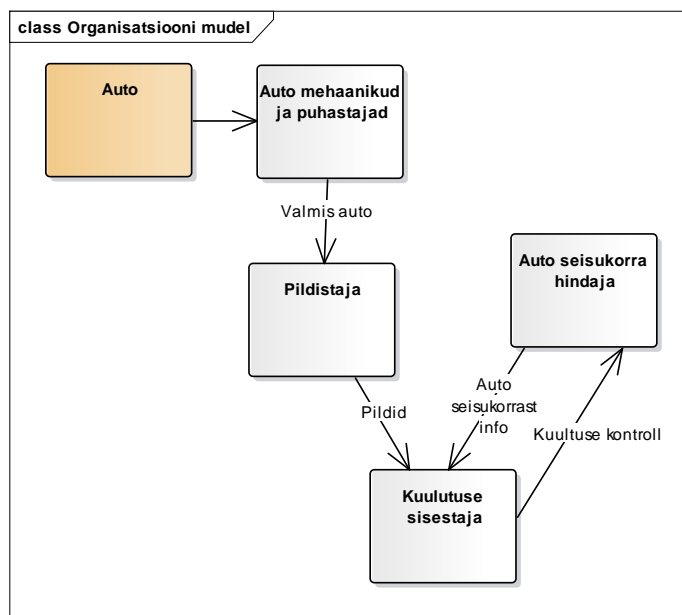 class Organisatsiooni mudel
Auto
Auto mehaanikud
ja puhastajad
Valmis auto
Pildistaja
Auto seisukorra
hindaja
Pildid
Auto
seisukorrast
info
Kuultuse kontroll
Kuulutuse
sisestaja